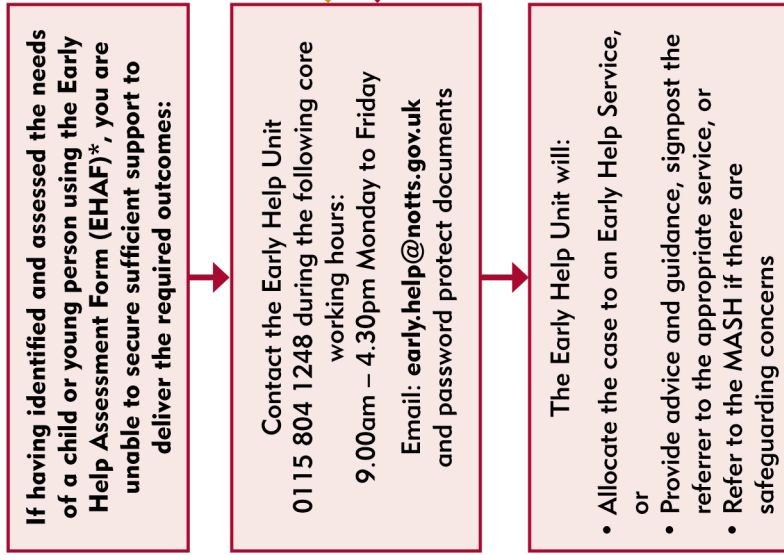 If having identified and assessed the needs
of a child or young person using the Early
Help Assessment Form (EHAF)*, you are
unable to secure sufficient support to
deliver the required outcomes:
Contact the Early Help Unit
0115 804 1248 during the following core
working hours:
9.00am – 4.30pm Monday to Friday
Email: early.help@notts.gov.uk
and password protect documents
The Early Help Unit will:
• Allocate the case to an Early Help Service,
or
• Provide advice and guidance, signpost the
referrer to the appropriate service, or
• Refer to the MASH if there are
safeguarding concerns